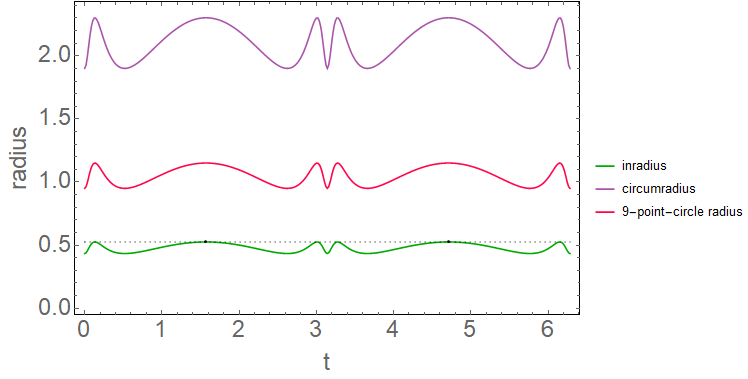 radius
2.0
1.5
1.0
0.5
0.0
0 1 2 3 4 5 6
t
inradius
circumradius
9-point-circle radius